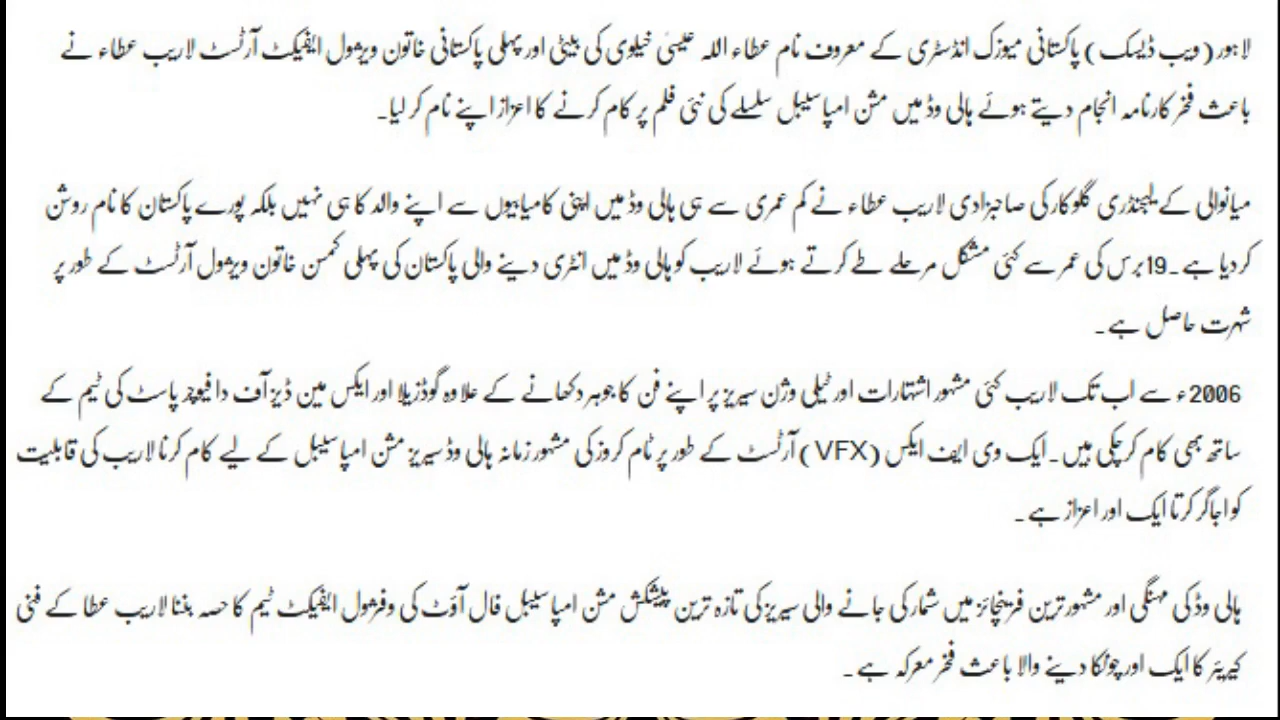 لاہور(ویب ڈیسک) پاکستانی میوزک انڈسٹری کے معروف نام عطاء اللہ عیسیٰ خیلوی کی بیٹی اور پہلی پاکستانی خاتون ویژول ایفیکٹ آرٹسٹ لاریب عطاء نے
باعث فخر کارنامہ انجام دیتے ہوئے ہالی وڈ میں مشن امپاسیبل سلسلے کی نئی فلم پر کام کرنے کا اعزاز اپنے نام کر لیا۔
میانوالی کے لیجنڈری گلوکار کی صاحبزادی لاریب عطاء نے کم عمری سے ہی ہالی وڈ میں اپنی کامیابیوں سے اپنے والد کا ہی نہیں بلکہ پورے پاکستان کا نام روشن
کر دیا ہے۔19 برس کی عمر سے کئی مشکل مرحلے طے کرتے ہوئے لاریب کو ہالی وڈ میں انٹری دینے والی پاکستان کی پہلی کمسن خاتون ویژول آرٹسٹ کے طور پر
شہرت حاصل ہے۔
2006ء سے اب تک لاریب کئی مشہور اشتہارات اور ٹیلی وژن سیریز پر اپنے فن کا جوہر دکھانے کے علاوہ گوڈزیلا اور ایکس مین ڈیز آف دا فیوچر پاسٹ کی ٹیم کے
ساتھ بھی کام کر چکی ہیں۔ایک وی ایف ایکس (VFX) آرٹسٹ کے طور پر ٹام کروز کی مشہور زمانہ ہالی وڈ سیریز مشن امپاسیبل کے لیے کام کرنا لاریب کی قابلیت
کو اجاگر کرتا ایک اور اعزاز ہے۔
ہالی وڈ کی مہنگی اور مشہور ترین فرینچائز میں شمار کی جانے والی سیریز کی تازہ ترین پیشکش مشن امپاسیبل فال آؤٹ کی وفرشول ایفیکٹ ٹیم کا حصہ بننا لاریب عطا کے فنی
کیریئر کا ایک اور چونکا دینے والا باعث فخر معرکہ ہے۔